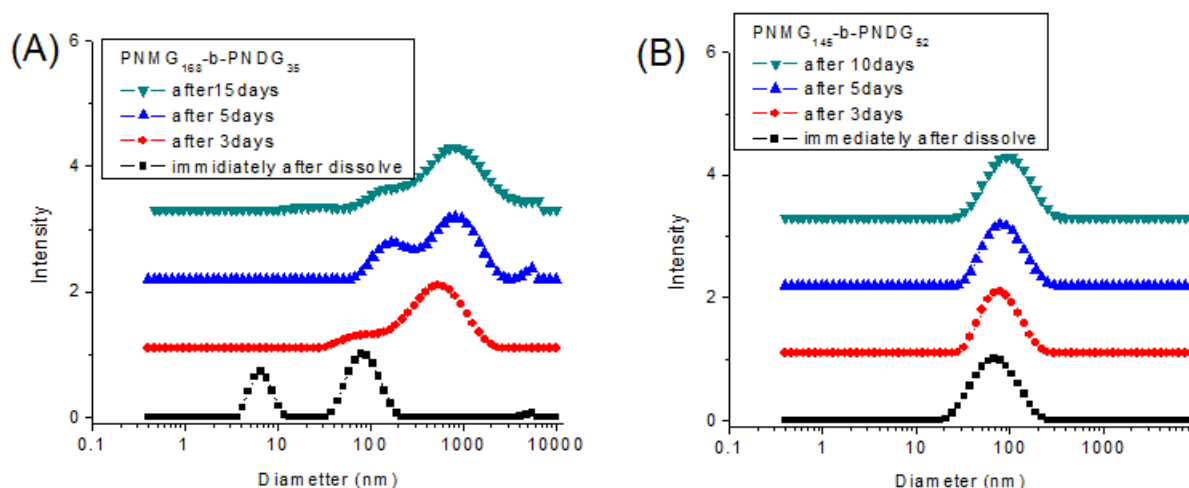 (A)
PNMG168-b-PNDG35
after15days
after 5days
after 3days
immidiately after dissolve
6
4
2
0
Intensity
0.1 1 10 100 1000 10000
Diametter (nm)
(B)
PNMG145-b-PNDG52
after 10days
after 5days
after 3days
immediately after dissolve
6
4
2
0
Intensity
0.1 1 10 100 1000
Diameter (nm)